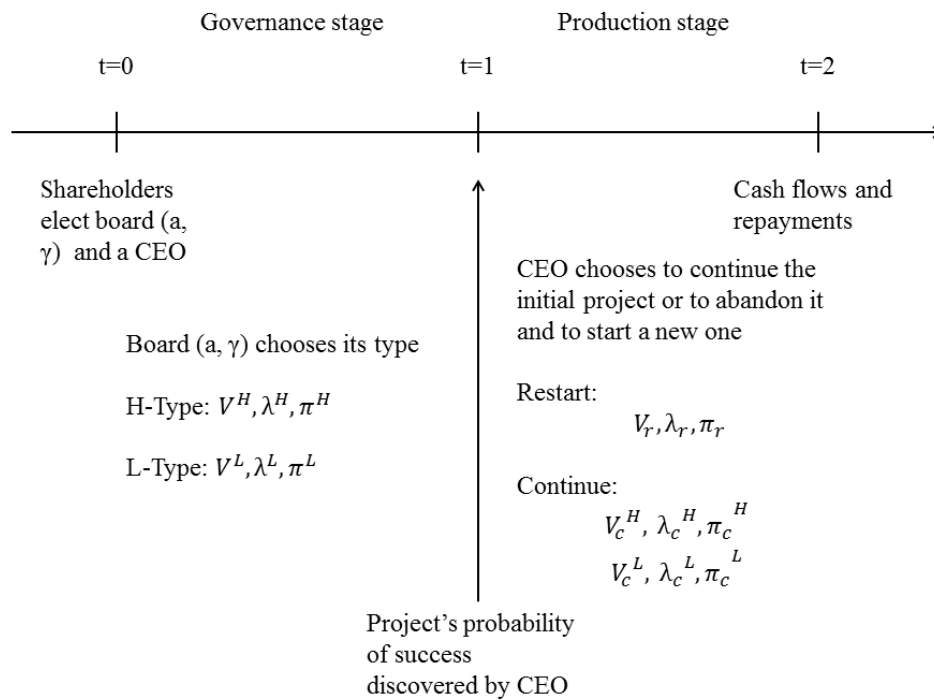 Governance stage
Production stage
t=0
t=1
t=2
Shareholders
elect board (a,
γ) and a CEO
Board (a, γ) chooses its type
H-Type: V^H, λ^H, π^H
L-Type: V^L, λ^L, π^L
Project's probability
of success
discovered by CEO
Cash flows and
repayments
CEO chooses to continue the
initial project or to abandon it
and to start a new one
Restart:
V_r, λ_r, π_r
Continue:
V_c^H, λ_c^H, π_c^H
V_c^L, λ_c^L, π_c^L